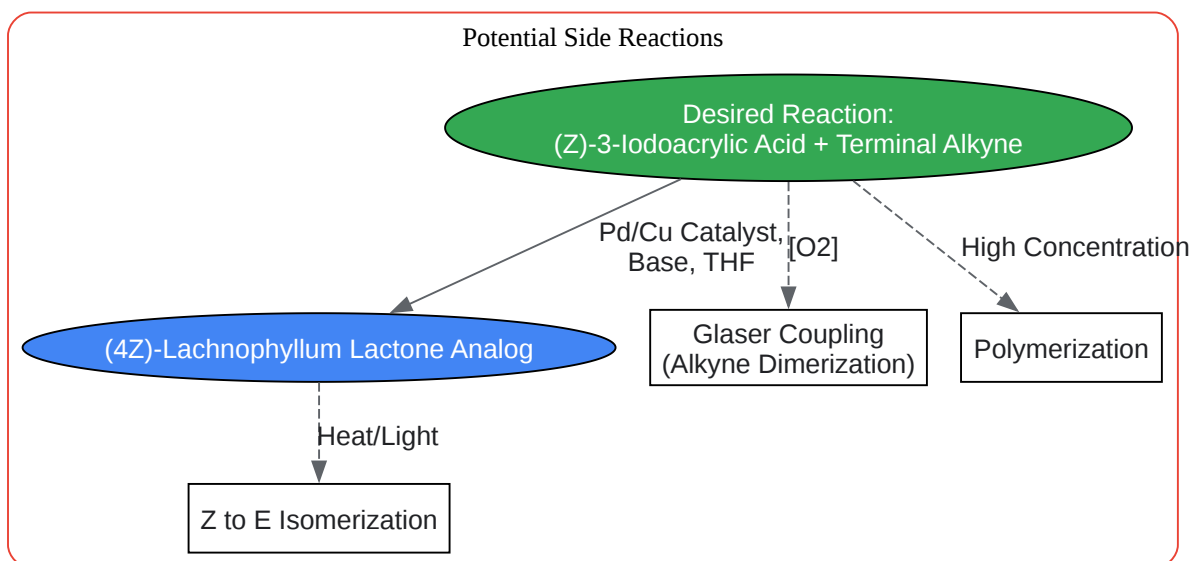 Potential Side Reactions
Desired Reaction:
(Z)-3-Iodoacrylic Acid + Terminal Alkyne
Pd/Cu Catalyst,
Base, THF
[O2]
High Concentration
(4Z)-Lachnophyllum Lactone Analog
Glaser Coupling
(Alkyne Dimerization)
Polymerization
Heat/Light
Z to E Isomerization